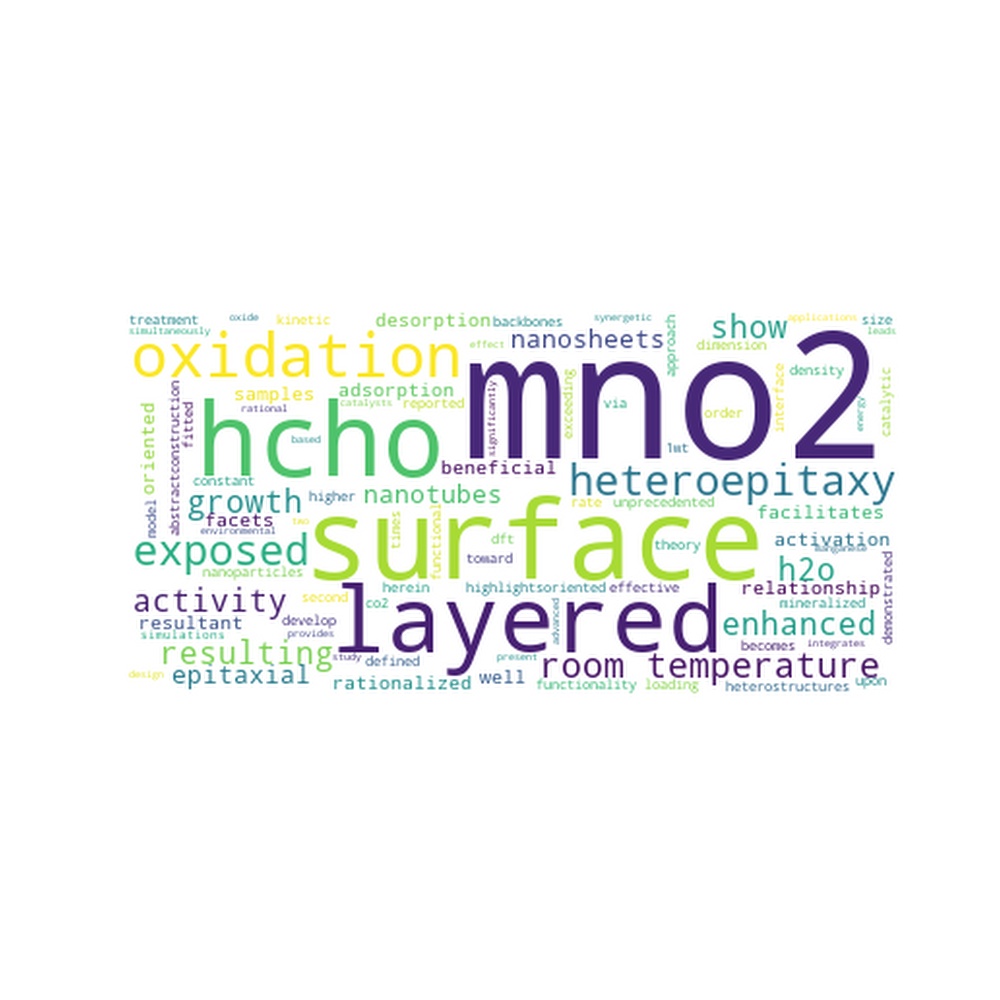 treatment oxide kinetic desorption backbones synergetic show applications size
simultaneously leads
oxidation effect nanosheets approach dimension mno2
samples adsorption density
rational catalysts reported significantly exceeding via order interface energy catalytic
oriented abstractconstruction fitted hcho based 1mt
constant beneficial heteroepitaxy
model growth higher nanotubes rate unprecedented facilitates
facets two surface
environmental times functional dft theory activation manganese
exposed toward h2o demonstrated
nanoparticles herein highlightsoriented effective relationship
activity second co2 layered advanced mineralized
resultant develop enhanced
simulations provides becomes integrates
resulting study defined present room temperature
design epitaxial rationalized well functionality loading heterostructures upon